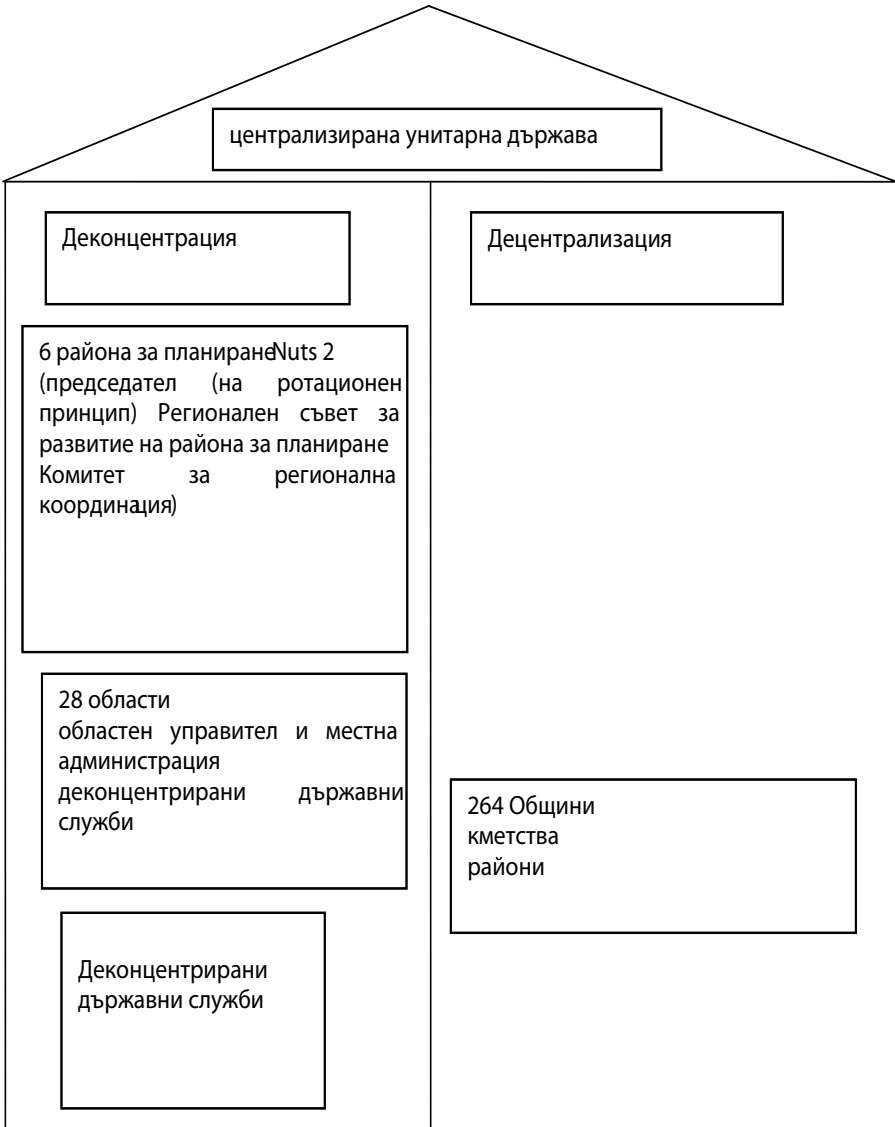 централизирана унитарна държава
Деконцентрация
6 района за планиранеNuts 2
(председател (на ротационен
принцип) Регионален съвет за
развитие на района за планиране
Комитет за регионална
координация)
28 области
областен управител и местна
администрация
деконцентрирани държавни
служби
Деконцентрирани
държавни служби
Децентрализация
264 Общини
кметства
райони